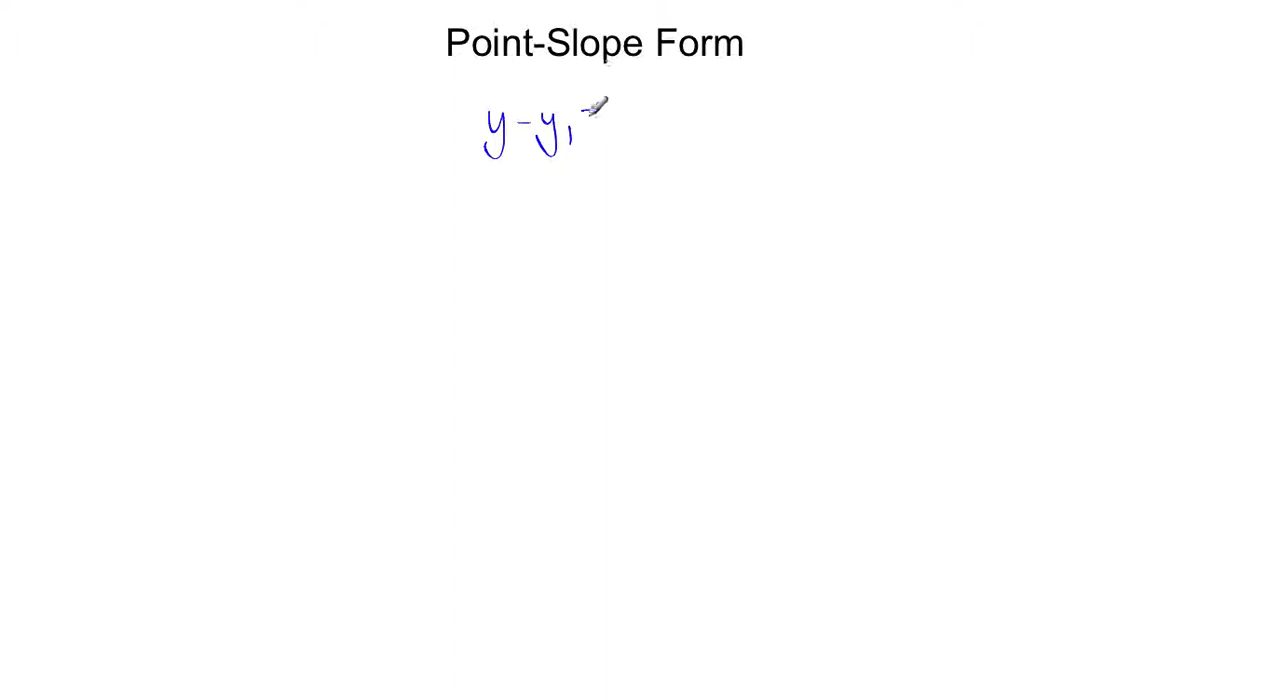 Point-Slope Form
y - y₁ =